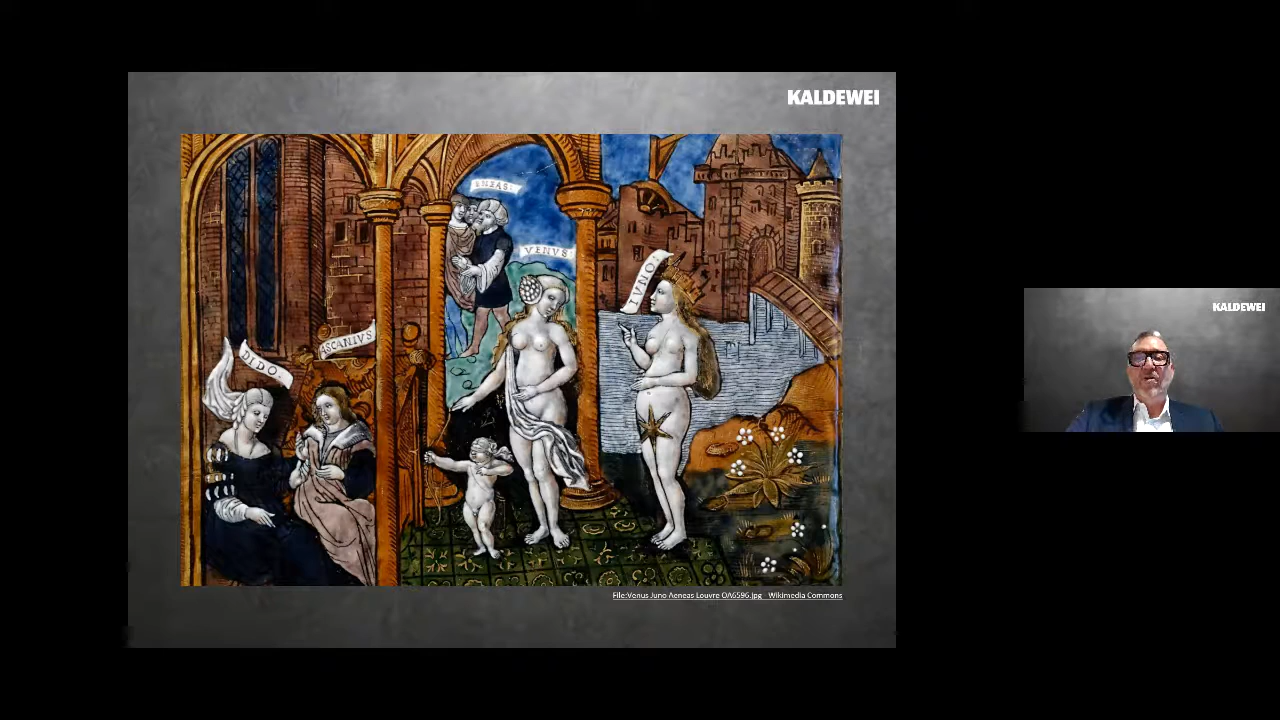 KALDEWEI
ENEAS·
VENVS
IVNO·
ASCANIVS
DIDO·
File:Venus Juno Aeneas Louvre OA6596.jpg - Wikimedia Commons
KALDEWEI